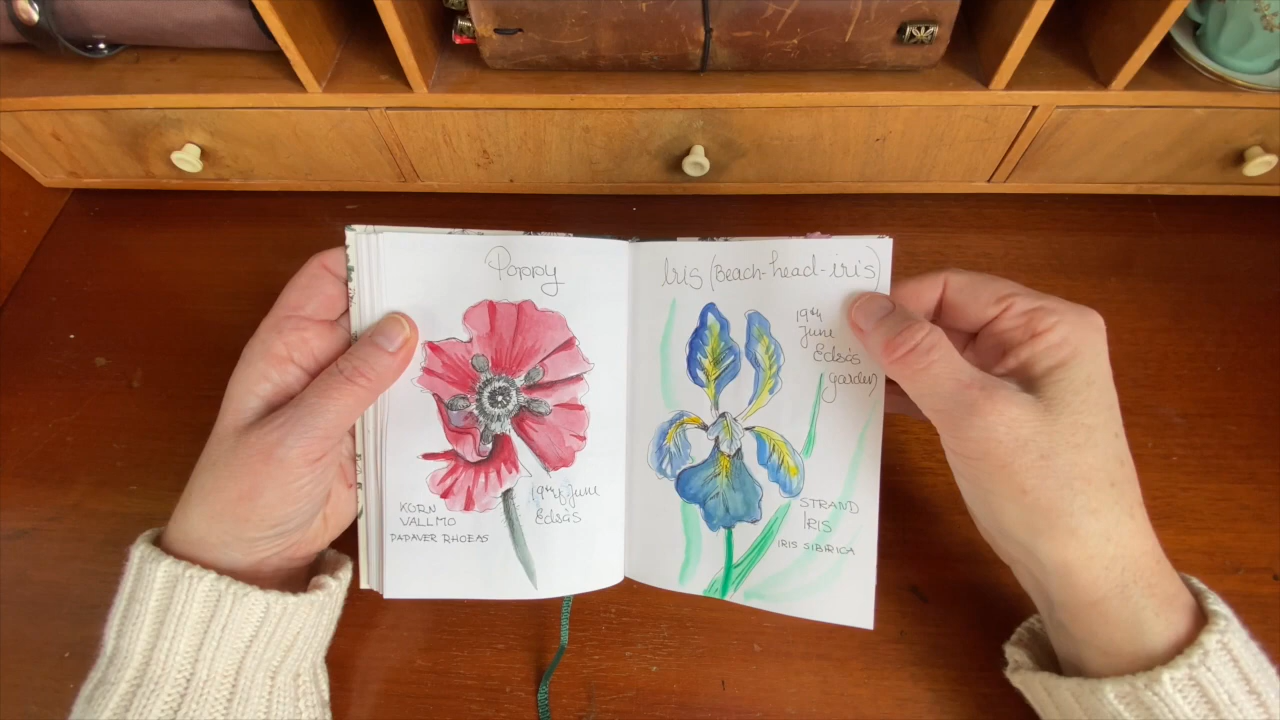 Poppy
19th of June
Edsås
KORN
VALLMO
PAPAVER RHOEAS
Iris (Beach-head-iris)
19th
June
Edsås
garden
STRAND
IRIS
IRIS SIBIRICA